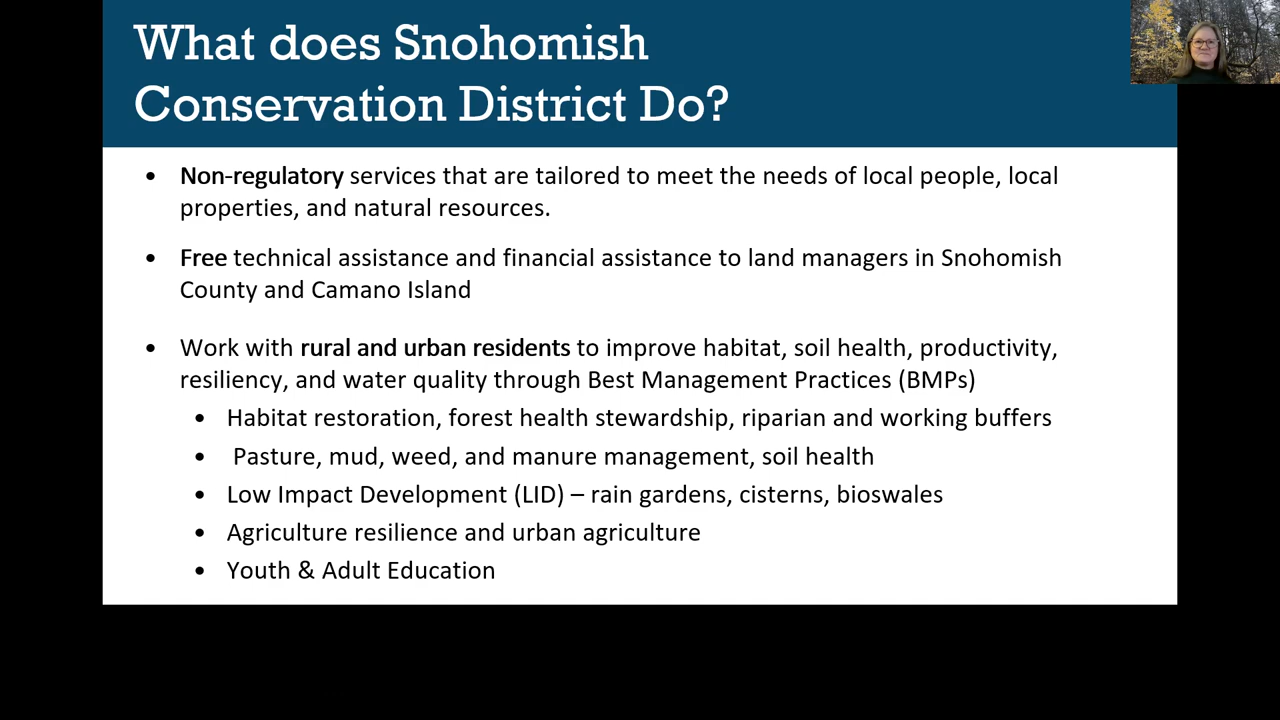 What does Snohomish
Conservation District Do?
• Non-regulatory services that are tailored to meet the needs of local people, local
properties, and natural resources.
• Free technical assistance and financial assistance to land managers in Snohomish
County and Camano Island
• Work with rural and urban residents to improve habitat, soil health, productivity,
resiliency, and water quality through Best Management Practices (BMPs)
• Habitat restoration, forest health stewardship, riparian and working buffers
• Pasture, mud, weed, and manure management, soil health
• Low Impact Development (LID) – rain gardens, cisterns, bioswales
• Agriculture resilience and urban agriculture
• Youth & Adult Education